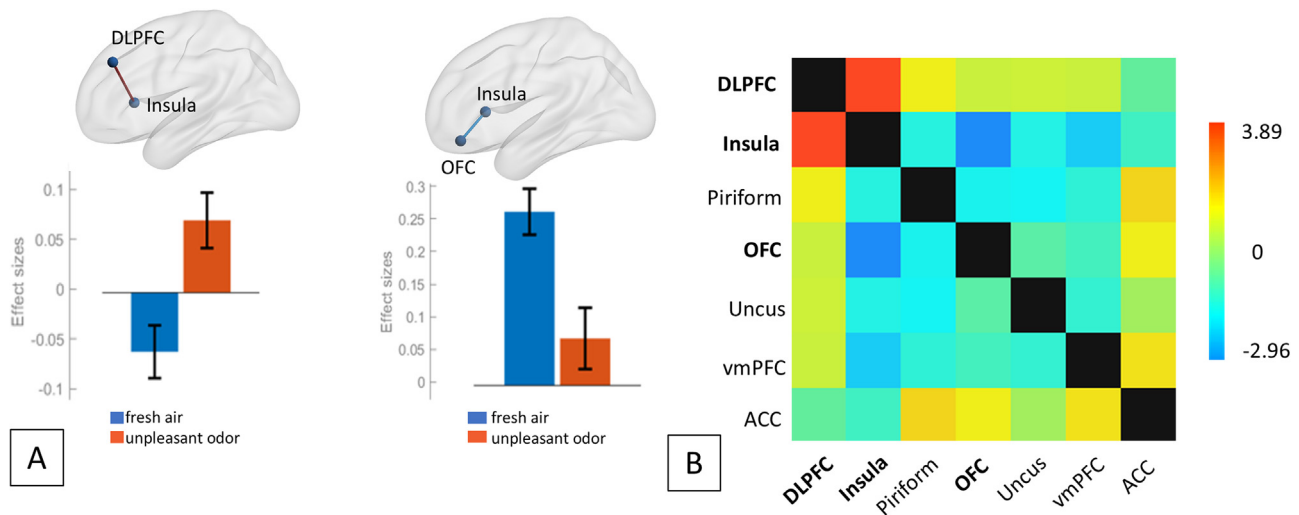 DLPFC
Insula
Insula
OFC
Effect sizes
0.1
0.05
0
-0.05
-0.1
fresh air
unpleasant odor
Effect sizes
0.3
0.25
0.2
0.15
0.1
0.05
0
fresh air
unpleasant odor
A
DLPFC
Insula
Piriform
OFC
Uncus
vmPFC
ACC
DLPFC
Insula
Piriform
OFC
Uncus
vmPFC
ACC
3.89
0
-2.96
B